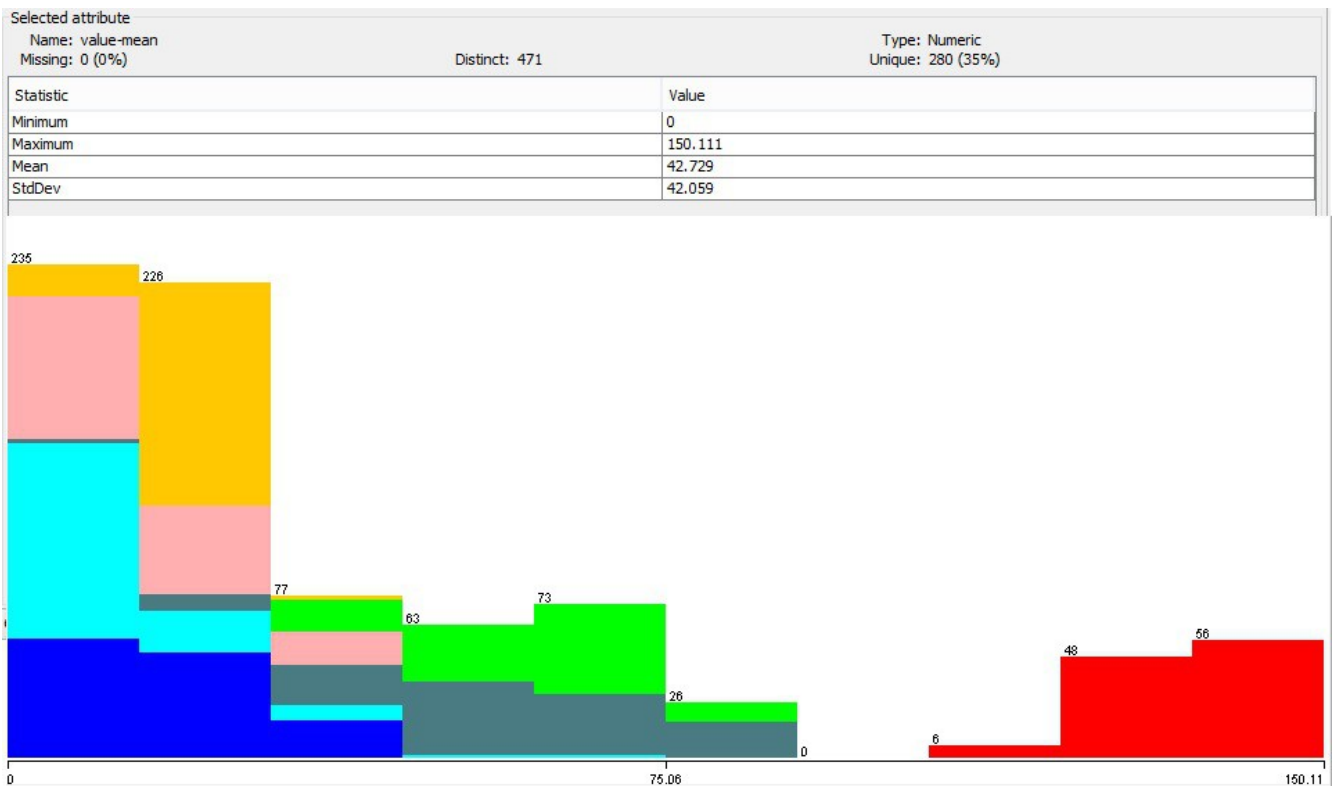 Selected attribute
Name: value-mean Type: Numeric
Missing: 0 (0%) Distinct: 471 Unique: 280 (35%)
Statistic Value
Minimum 0
Maximum 150.111
Mean 42.729
StdDev 42.059
235
226
77
63
73
26
0
6
48
56
0 75.06 150.11